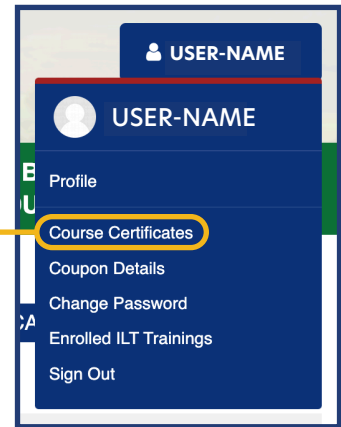 USER-NAME
USER-NAME
Profile
Course Certificates
Coupon Details
Change Password
Enrolled ILT Trainings
Sign Out